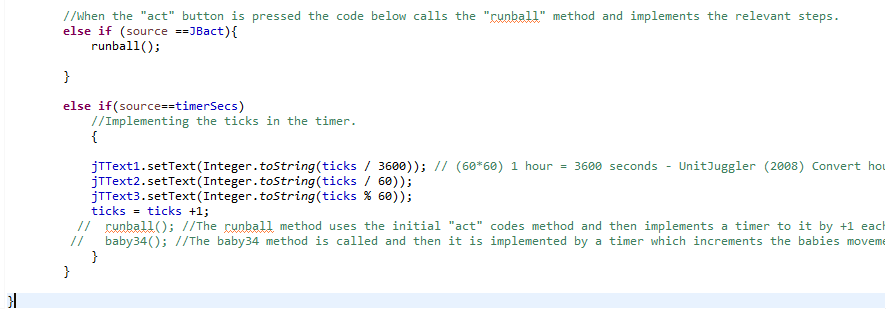 //When the "act" button is pressed the code below calls the "runball" method and implements the relevant steps.
else if (source ==JBact){
runball();
}
else if(source==timerSecs)
//Implementing the ticks in the timer.
{
jTText1.setText(Integer.toString(ticks / 3600)); // (60*60) 1 hour = 3600 seconds - UnitJuggler (2008) Convert
jTText2.setText(Integer.toString(ticks / 60));
jTText3.setText(Integer.toString(ticks % 60));
ticks = ticks +1;
// runball(); //The runball method uses the initial "act" codes method and then implements a timer to it by +1
// baby34(); //The baby34 method is called and then it is implemented by a timer which increments the babies
}
}
}